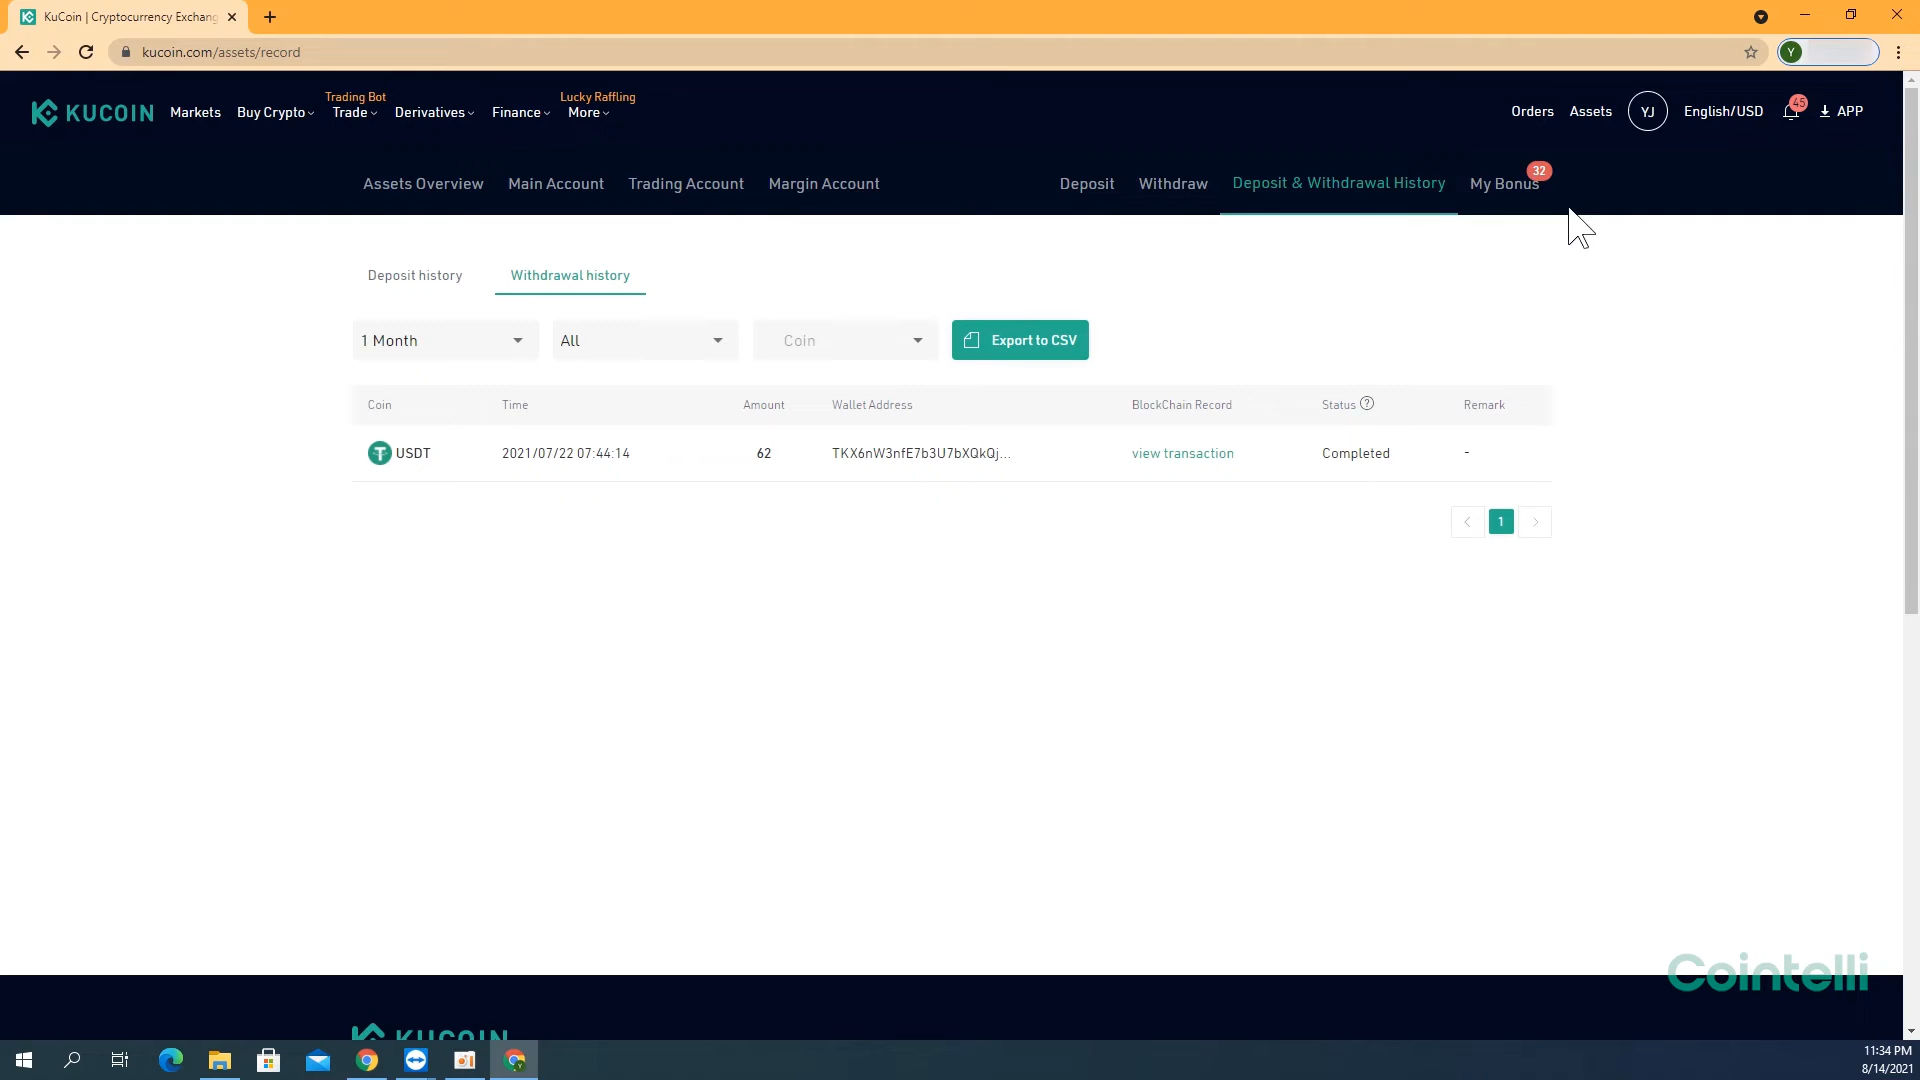 KuCoin | Cryptocurrency Exchang
kucoin.com/assets/record
Y
KUCOIN
Markets
Buy Crypto
Trading Bot
Trade
Derivatives
Finance
Lucky Raffling
More
Orders
Assets
YJ
English/USD
45
APP
Assets Overview
Main Account
Trading Account
Margin Account
Deposit
Withdraw
Deposit & Withdrawal History
My Bonus
32
Deposit history
Withdrawal history
1 Month
All
Coin
Export to CSV
Coin Time Amount Wallet Address BlockChain Record Status ? Remark
USDT 2021/07/22 07:44:14 62 TKX6nW3nfE7b3U7bXQkQj... view transaction Completed -
1
Cointelli
KUCOIN
11:34 PM
8/14/2021